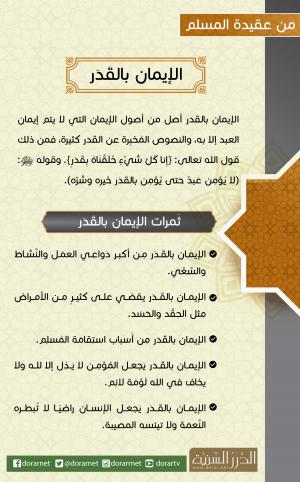 من عقيدة المسلم
الإيمان بالقدر
الإيمان بالقدر أصل من أصول الإيمان التي لا يتم إيمان
العبد إلا به، والنصوص المخبرة عن القدر كثيرة، فمن ذلك
قول الله تعالى: {إنا كل شيء خلقناه بقدر}. وقوله ﷺ:
(لا يؤمن عبد حتى يؤمن بالقدر خيره وشره).
ثمرات الإيمان بالقدر
الإيمان بالقدر من أكبر دواعي العمل والنشاط
والسعي.
الإيمان بالقدر يقضي على كثير من الأمراض
مثل الحقد والحسد.
الإيمان بالقدر من أسباب استقامة المسلم.
الإيمان بالقدر يجعل المؤمن لا يذل إلا لله ولا
يخاف في الله لومة لائم.
الإيمان بالقدر يجعل الإنسان راضيا لا تبطره
النعمة ولا تيئسه المصيبة.
dorarnet @dorarnet dorarrnet dorartv
الدرر السنية
www.dorar.net